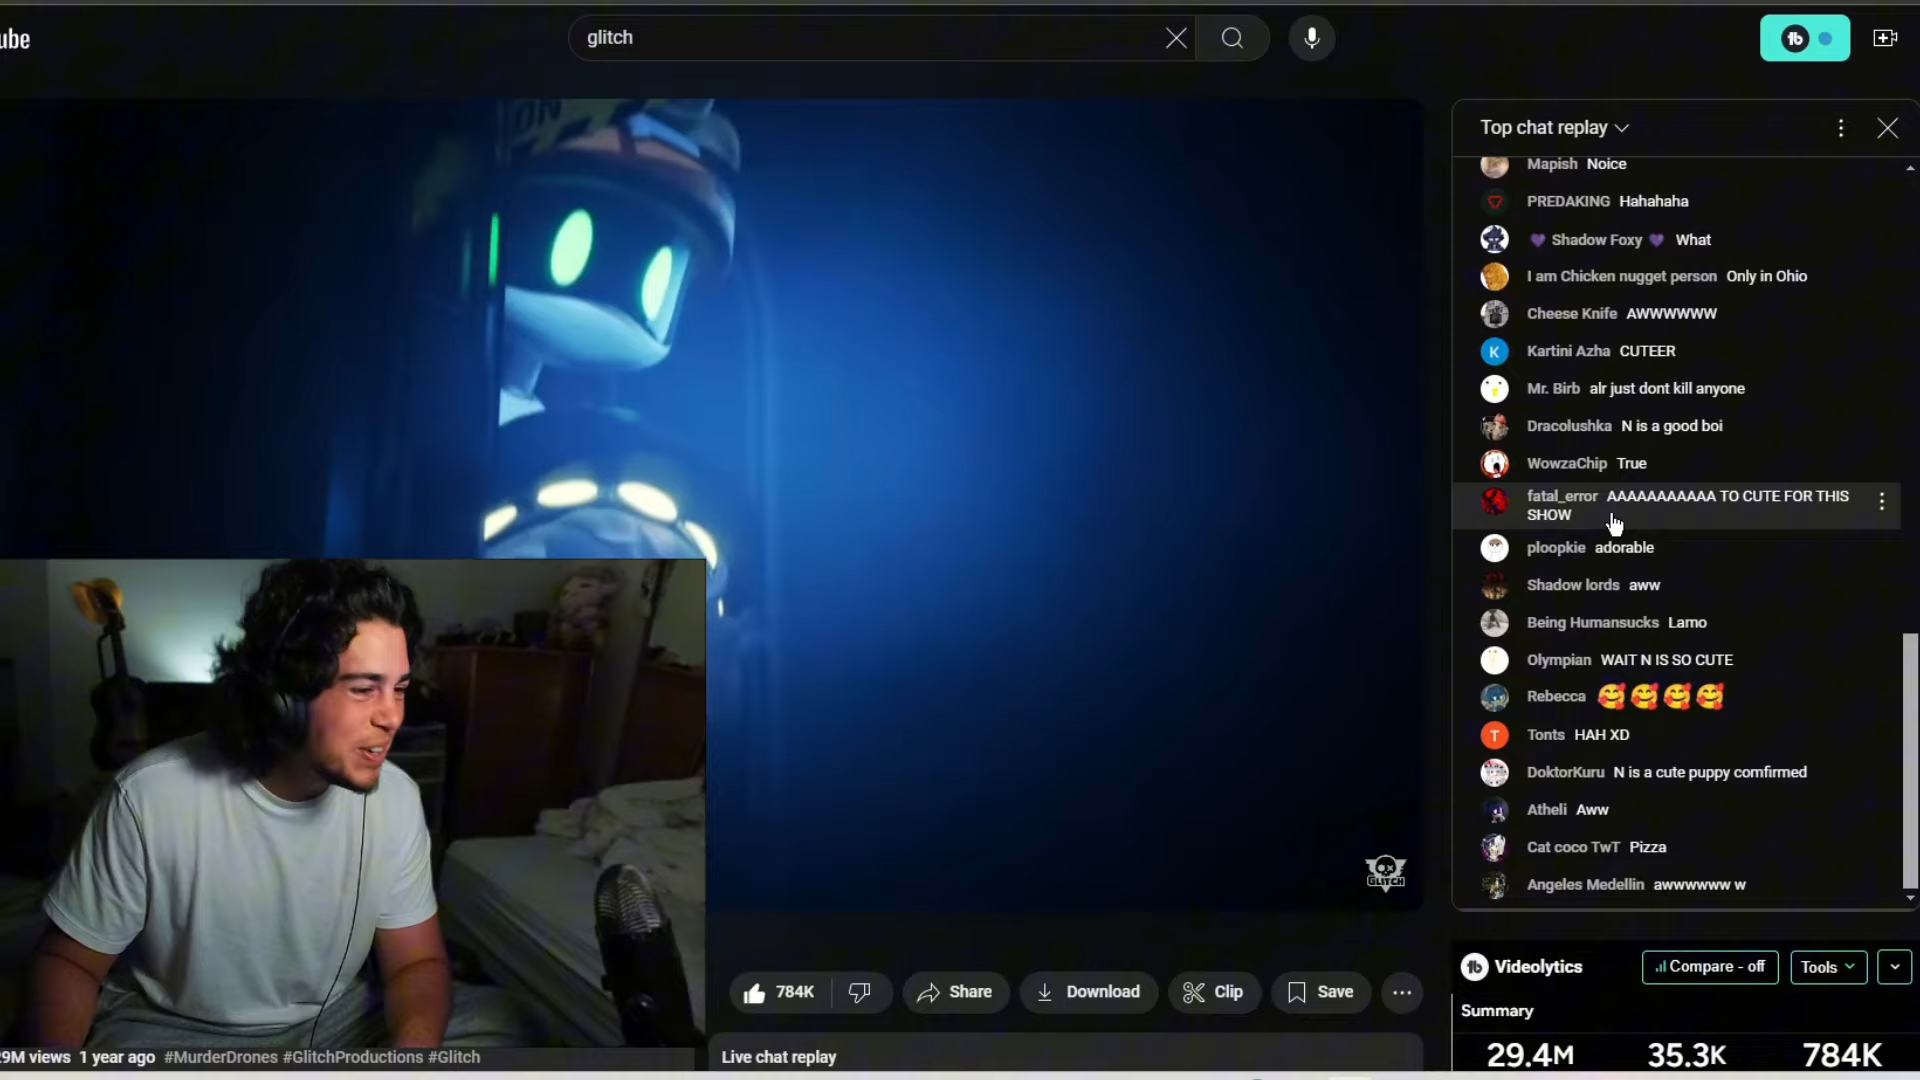 ube
glitch
Top chat replay
Mapish Noice
PREDAKING Hahahaha
💜 Shadow Foxy 💜 What
I am Chicken nugget person Only in Ohio
Cheese Knife AWWWWWW
K
Kartini Azha CUTEER
Mr. Birb alr just dont kill anyone
Dracolushka N is a good boi
WowzaChip True
fatal_error AAAAAAAAAAA TO CUTE FOR THIS
SHOW
ploopkie adorable
Shadow lords aww
Being Humansucks Lamo
Olympian WAIT N IS SO CUTE
Rebecca 🥰🥰🥰🥰
T
Tonts HAH XD
DoktorKuru N is a cute puppy comfirmed
Atheli Aww
Cat coco TwT Pizza
Angeles Medellin awwwwww w
GLITCH
784K
Share
Download
Clip
Save
29M views 1 year ago #MurderDrones #GlitchProductions #Glitch
Live chat replay
tb Videolytics
Compare - off
Tools
Summary
29.4M 35.3K 784K